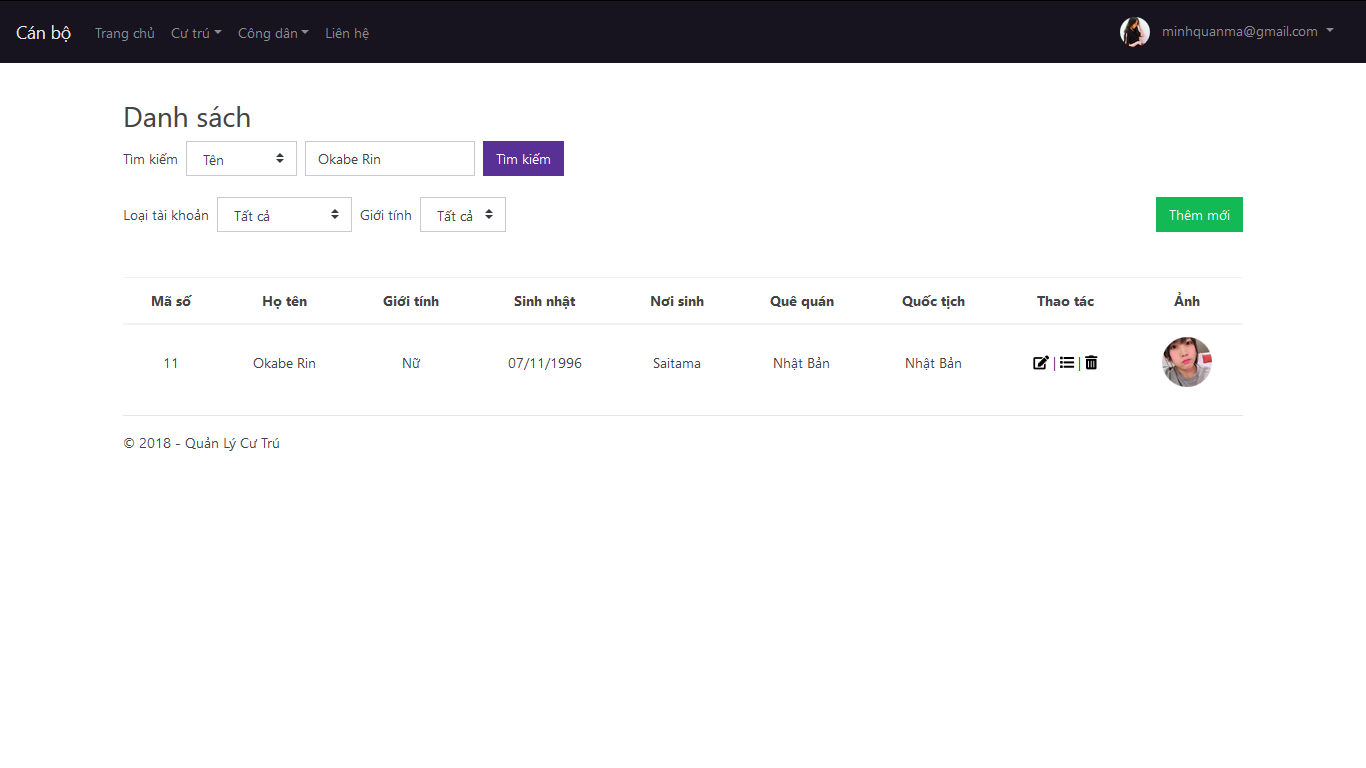 Cán bộ Trang chủ Cư trú Công dân Liên hệ minhquanma@gmail.com
Danh sách
Tìm kiếm Tên Okabe Rin Tìm kiếm
Loại tài khoản Tất cả Giới tính Tất cả Thêm mới
Mã số Họ tên Giới tính Sinh nhật Nơi sinh Quê quán Quốc tịch Thao tác Ảnh
11 Okabe Rin Nữ 07/11/1996 Saitama Nhật Bản Nhật Bản | |
© 2018 - Quản Lý Cư Trú